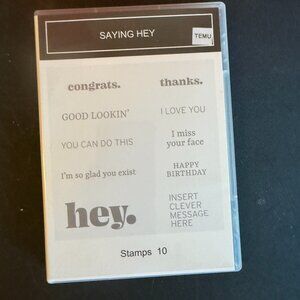 SAYING HEY
TEMU
congrats.
thanks.
GOOD LOOKIN'
I LOVE YOU
YOU CAN DO THIS
I miss
your face
I'm so glad you exist
HAPPY
BIRTHDAY
hey.
INSERT
CLEVER
MESSAGE
HERE
Stamps 10